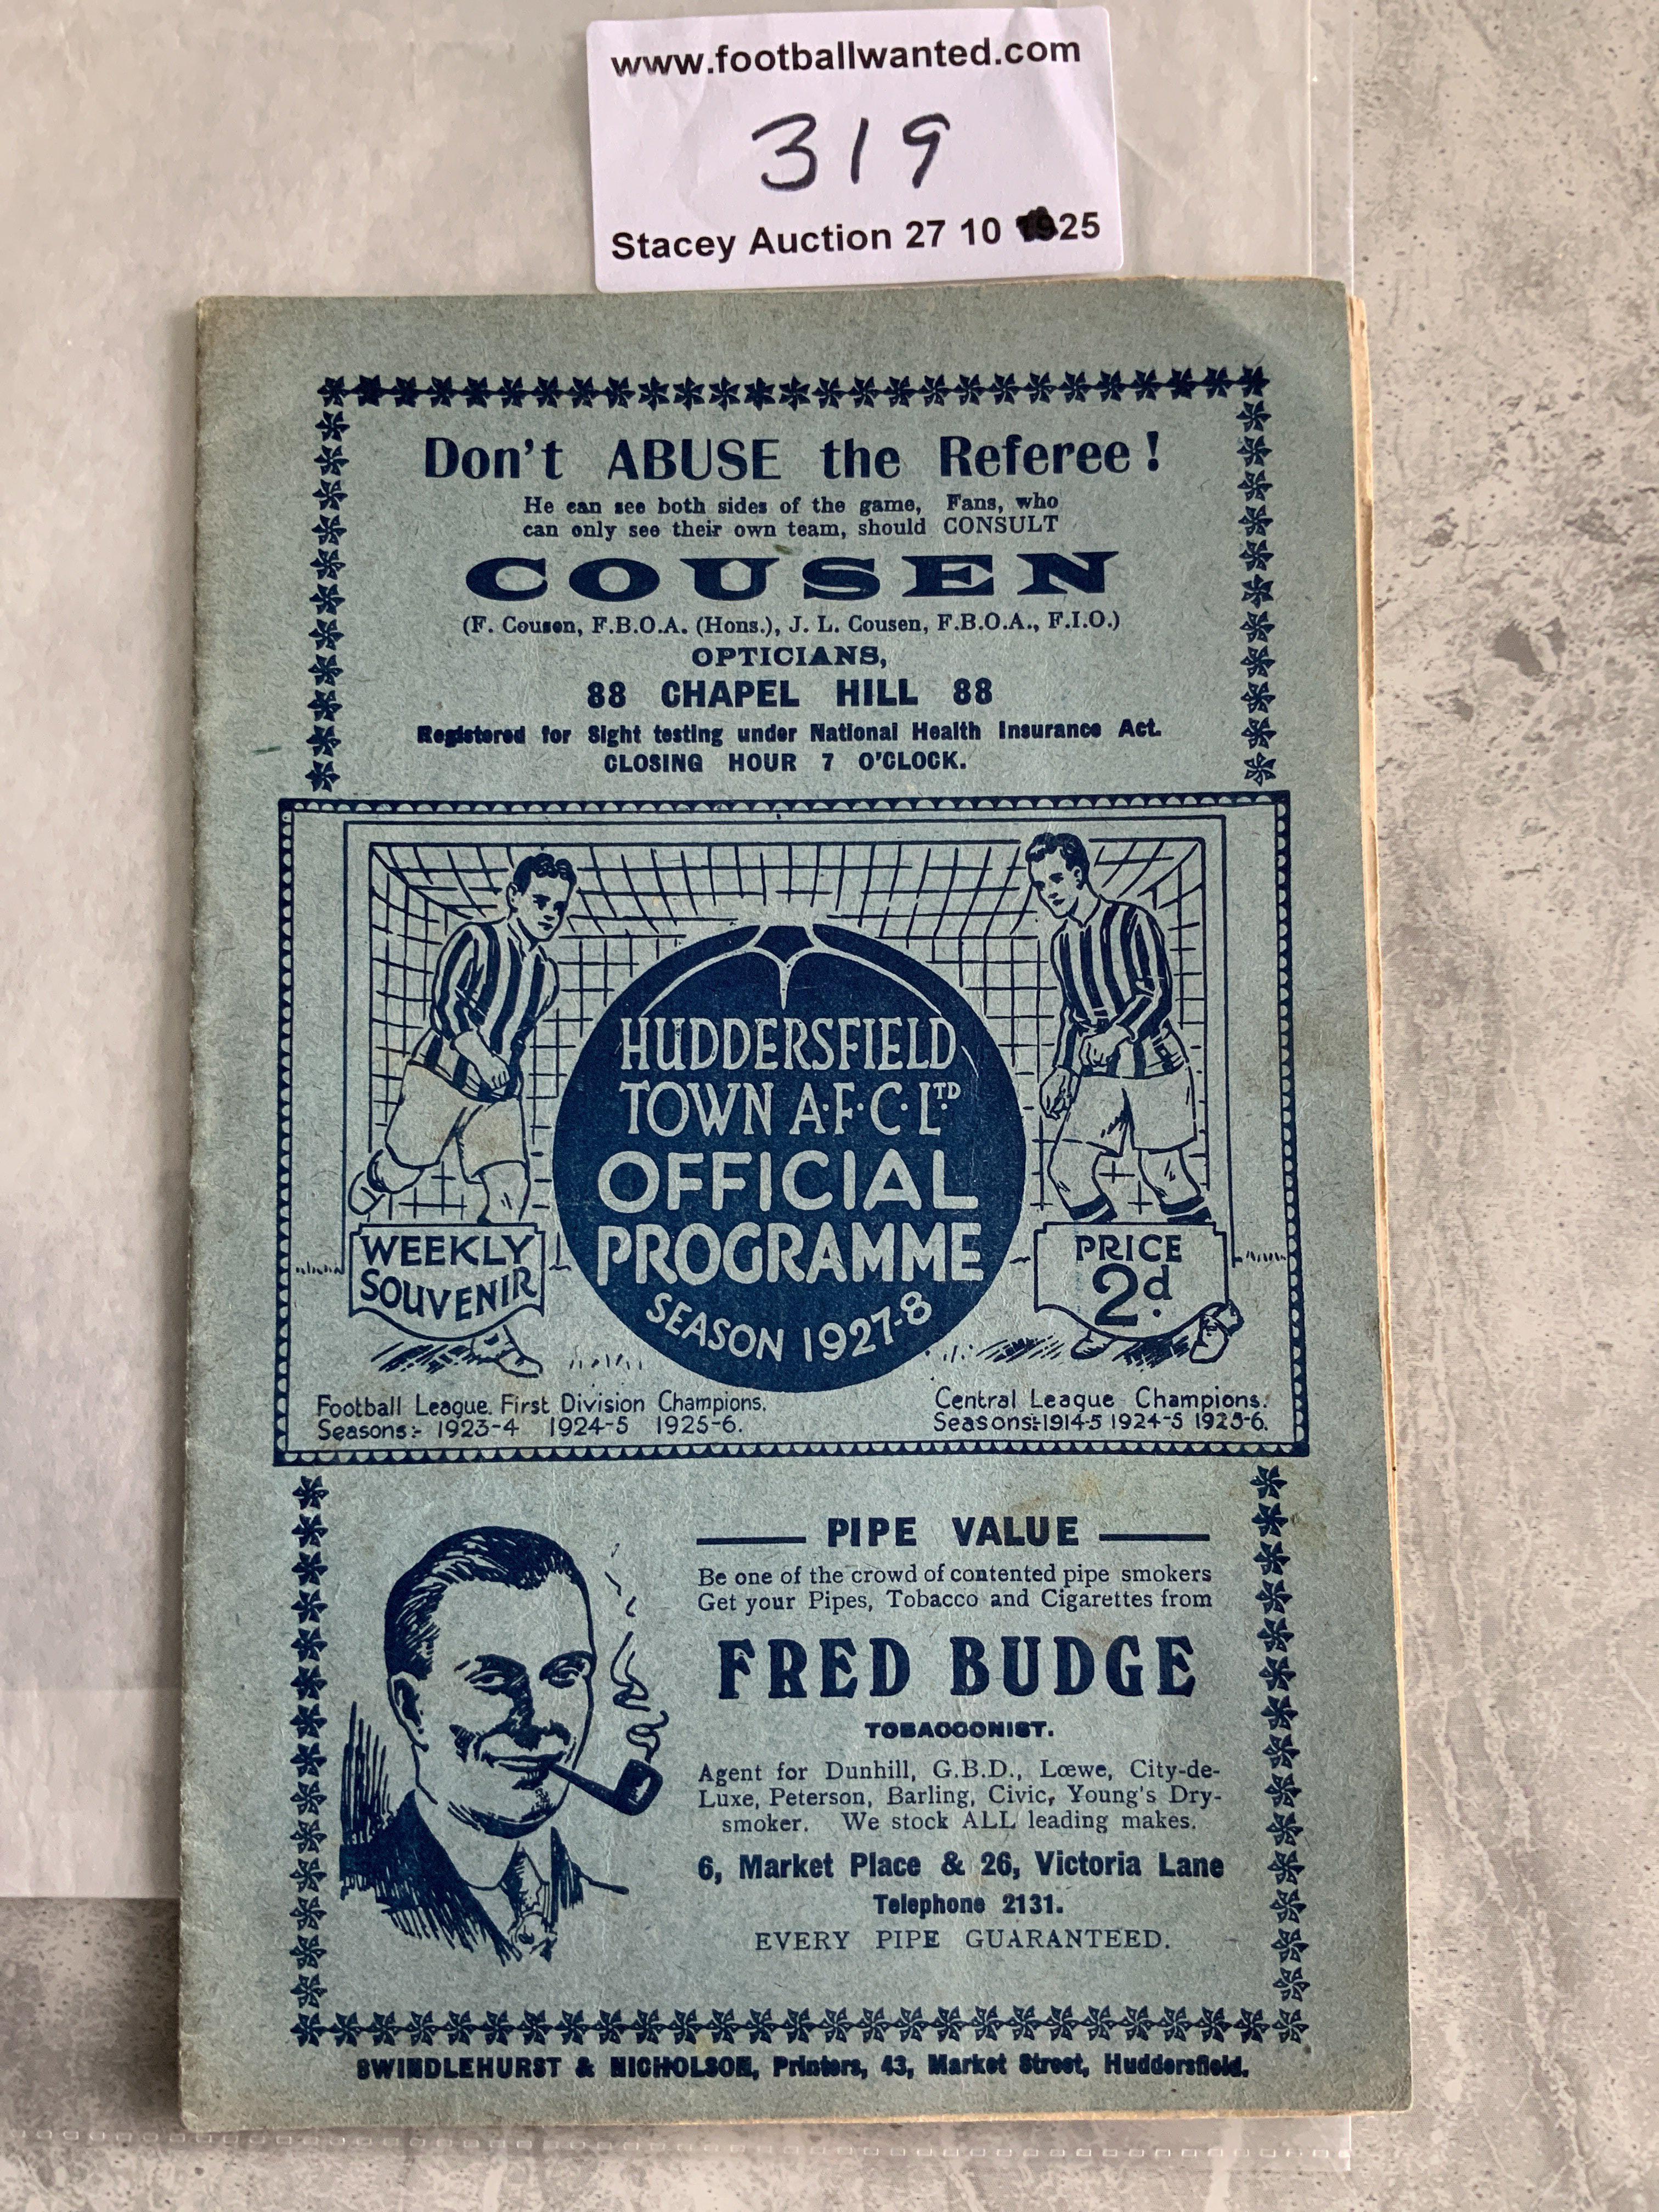 www.footballwanted.com
319
Stacey Auction 27 10 25
Don't ABUSE the Referee!
He can see both sides of the game, Fans, who
can only see their own team, should CONSULT
COUSEN
(F. Cousen, F.B.O.A. (Hons.), J. L. Cousen, F.B.O.A., F.I.O.)
OPTICIANS,
88 CHAPEL HILL 88
Registered for Sight testing under National Health Insurance Act.
CLOSING HOUR 7 O'CLOCK.
HUDDERSFIELD
TOWN A.F.C. LTD
OFFICIAL
PROGRAMME
SEASON 1927-8
WEEKLY
SOUVENIR
PRICE
2d.
Football League. First Division Champions.
Seasons:- 1923-4 1924-5 1925-6.
Central League Champions.
Seasons:-1914-5 1924-5 1925-6.
PIPE VALUE
Be one of the crowd of contented pipe smokers
Get your Pipes, Tobacco and Cigarettes from
FRED BUDGE
TOBACCONIST.
Agent for Dunhill, G.B.D., Lœwe, City-de-
Luxe, Peterson, Barling, Civic, Young's Dry-
smoker. We stock ALL leading makes.
6, Market Place & 26, Victoria Lane
Telephone 2131.
EVERY PIPE GUARANTEED.
SWINDLEHURST & NICHOLSON, Printers, 43, Market Street, Huddersfield.